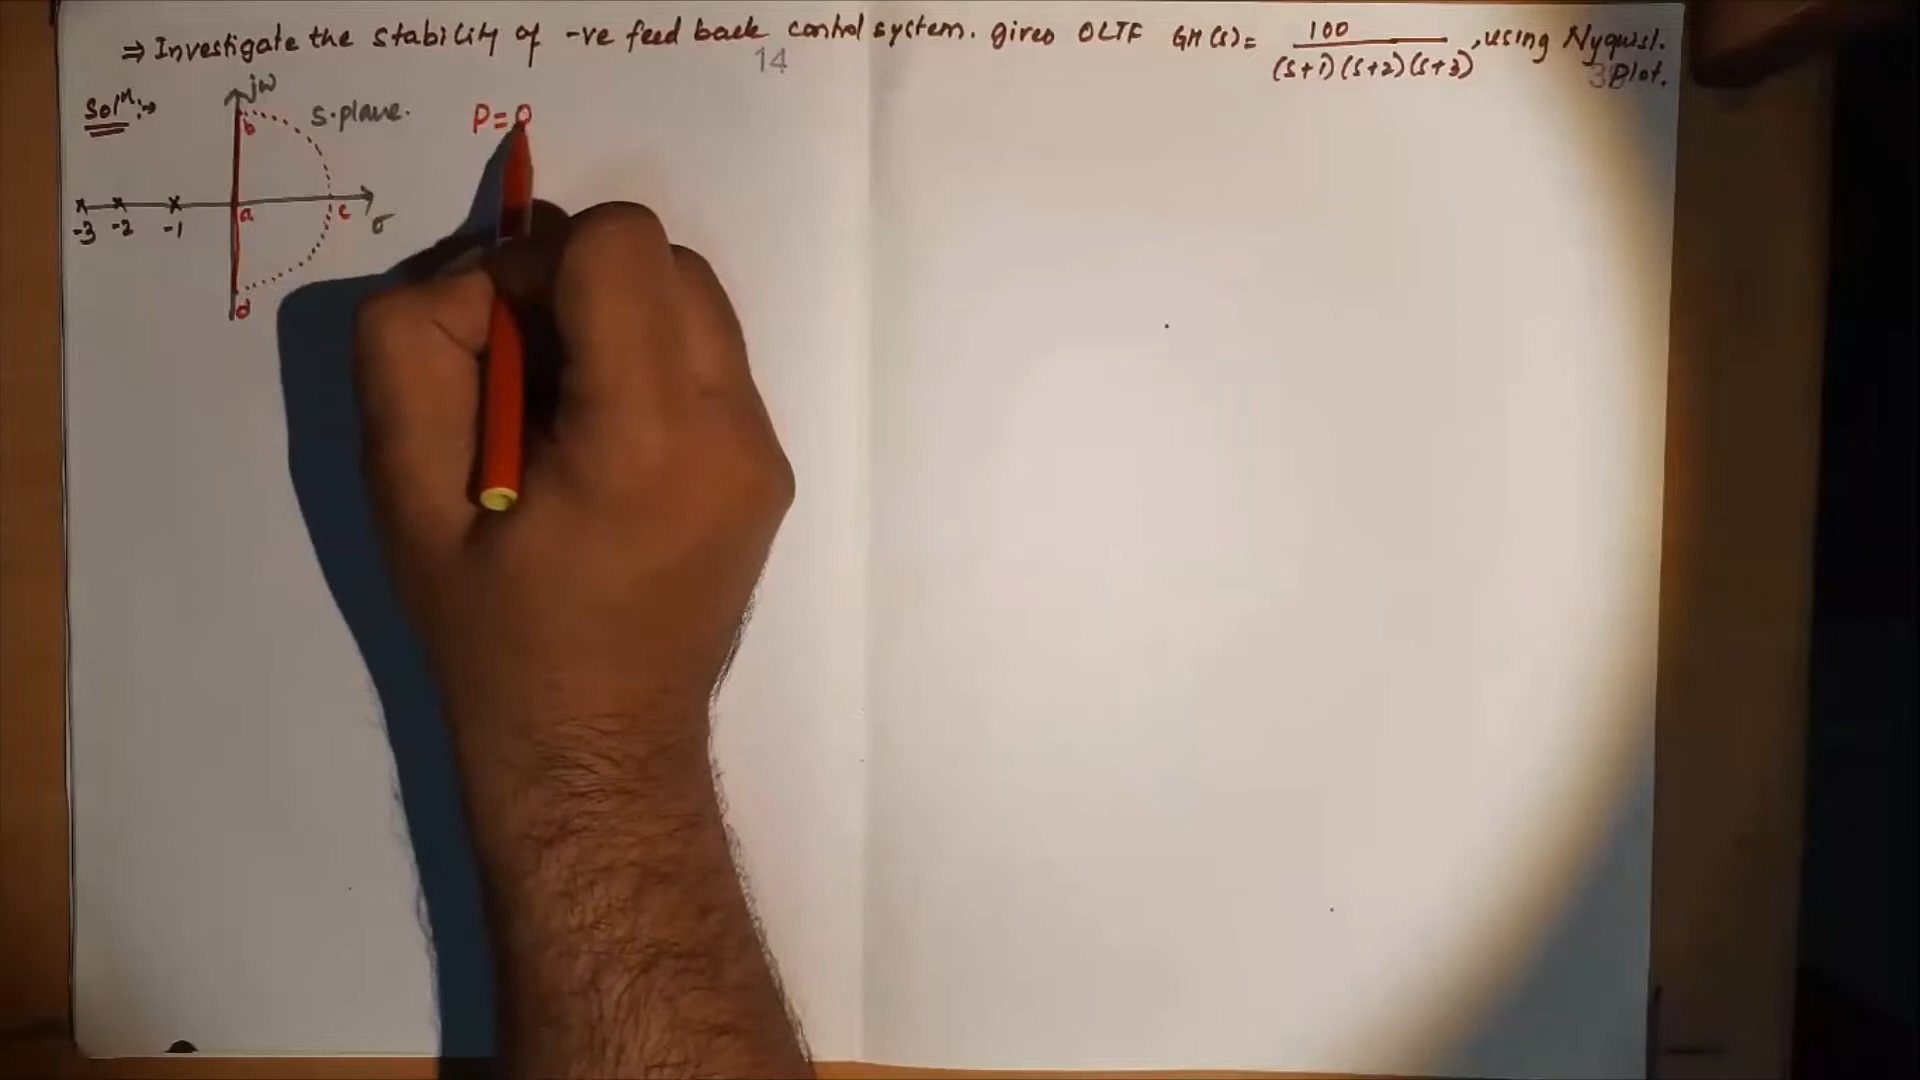 ⇒ Investigate the stability of -ve feed back control system. given OLTF GH(s)= 100 / (s+1)(s+2)(s+3) , using Nyquist Plot.
14
3
Solⁿ:→
jω
b
s-plane.
P=0
-3 -2 -1
a
c
σ
d